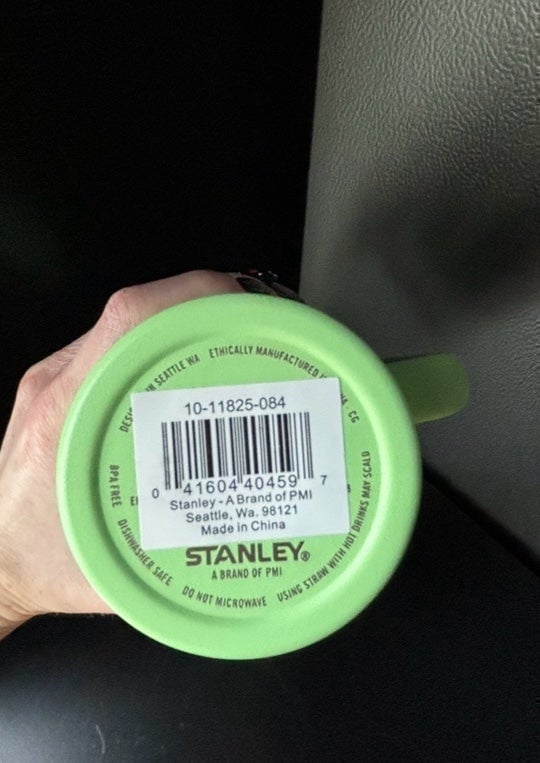 10-11825-084
0 41604 40459 7
Stanley - A Brand of PMI
Seattle, Wa. 98121
Made in China
STANLEY®
A BRAND OF PMI
SEATTLE WA
ETHICALLY MANUFACTURED
CG
BPA FREE
DISHWASHER SAFE
DO NOT MICROWAVE
USING STRAW WITH HOT DRINKS MAY SCALD